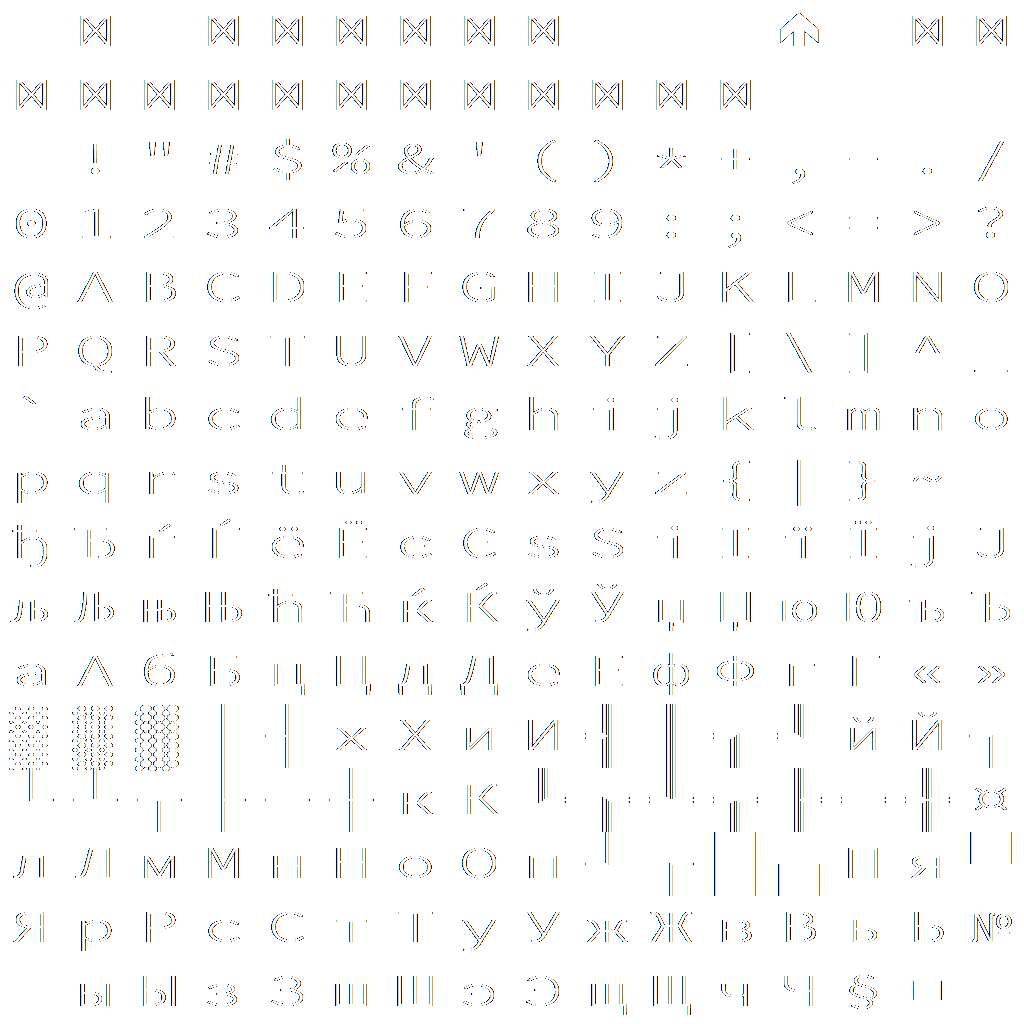 ↑
! " # $ % & ' ( ) * + , - . /
0 1 2 3 4 5 6 7 8 9 : ; < = > ?
@ A B C D E F G H I J K L M N O
P Q R S T U V W X Y Z [ \ ] ^ _
` a b c d e f g h i j k l m n o
p q r s t u v w x y z { | } ~
ђ Ђ ѓ Ѓ ё Ё є Є ѕ Ѕ і І ї Ї ј Ј
љ Љ њ Њ ћ Ћ ќ Ќ ў Ў џ Џ ю Ю ъ Ъ
а А б Б ц Ц д Д е Е ф Ф г Г « »
░ ▒ ▓ │ ┤ х Х и И ╣ ║ ╗ ╝ й Й ┐
└ ┴ ┬ ├ ─ ┼ к К ╚ ╔ ╩ ╦ ╠ ═ ╬ ¤
л Л м М н Н о О п ┘ ┌ █ ▄ П я ▀
Я р Р с С т Т у У ж Ж в В ь Ь №
ы Ы з З ш Ш э Э щ Щ ч Ч § ■